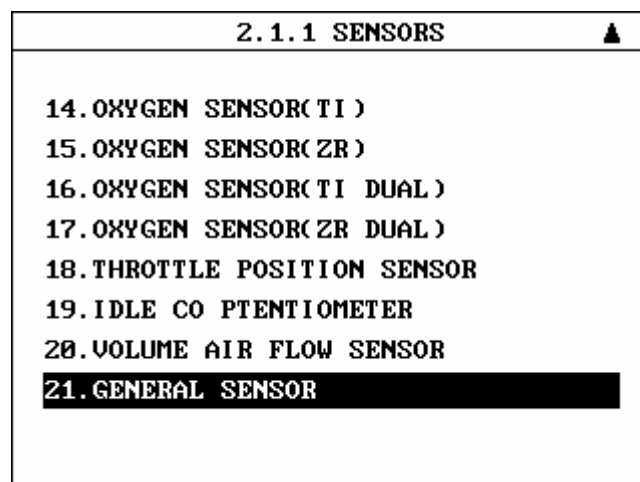 2.1.1 SENSORS ▲
14.OXYGEN SENSOR(TI)
15.OXYGEN SENSOR(ZR)
16.OXYGEN SENSOR(TI DUAL)
17.OXYGEN SENSOR(ZR DUAL)
18.THROTTLE POSITION SENSOR
19.IDLE CO PTENTIOMETER
20.VOLUME AIR FLOW SENSOR
21.GENERAL SENSOR